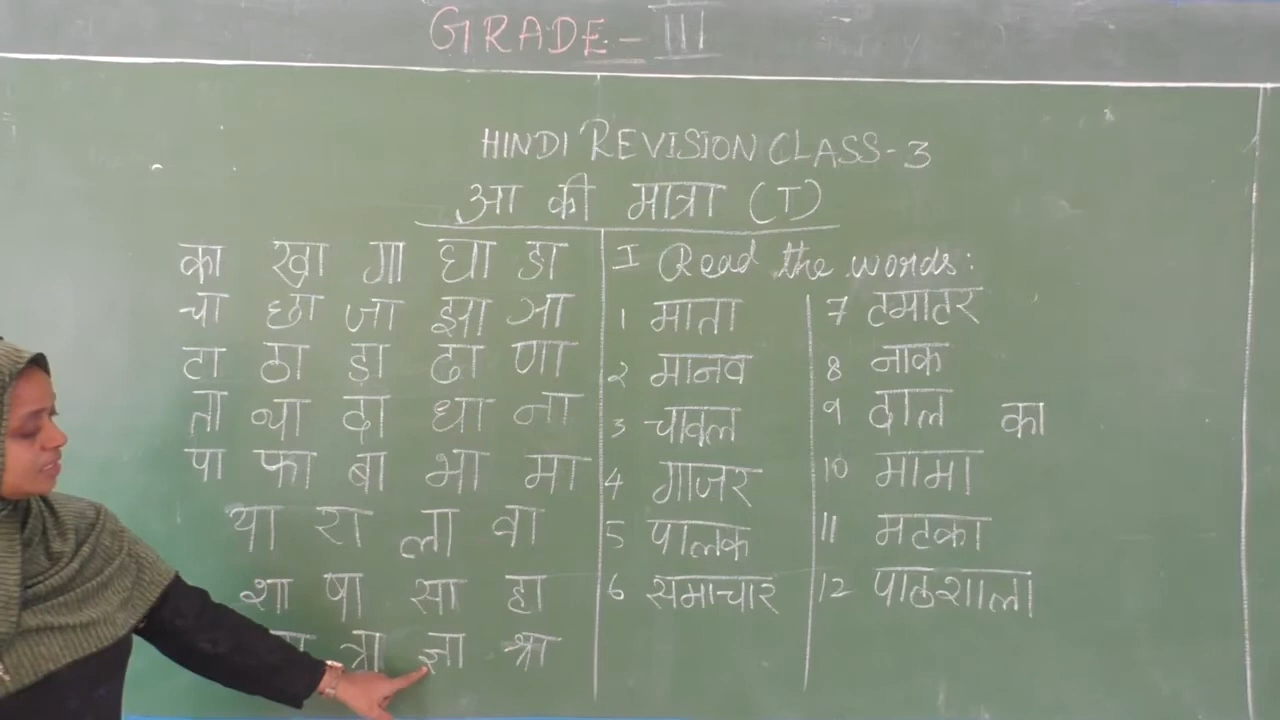 GRADE - III
HINDI REVISION CLASS-3
आ की मात्रा (ा)
का खा गा घा ङा
चा छा जा झा ञा
टा ठा ड़ा ढा णा
ता था दा धा ना
पा फा बा भा मा
या रा ला वा
शा षा सा हा
त्रा ज्ञा श्रा
I Read the words:
1 माता
2 मानव
3 चावल
4 गाजर
5 पालक
6 समाचार
7 टमाटर
8 नाक
9 दाल का
10 मामा
11 मटका
12 पाठशाला